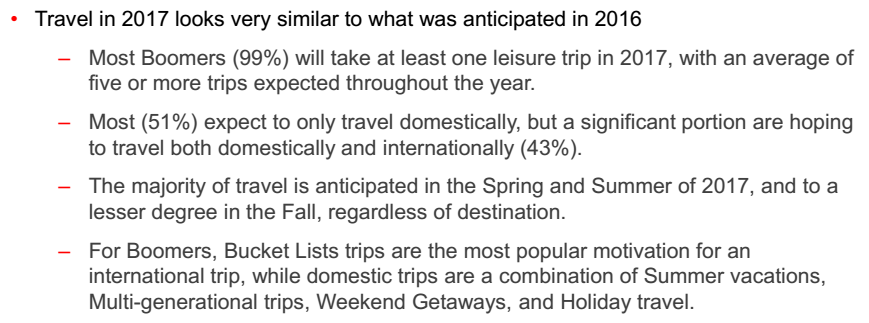 • Travel in 2017 looks very similar to what was anticipated in 2016
– Most Boomers (99%) will take at least one leisure trip in 2017, with an average of
five or more trips expected throughout the year.
– Most (51%) expect to only travel domestically, but a significant portion are hoping
to travel both domestically and internationally (43%).
– The majority of travel is anticipated in the Spring and Summer of 2017, and to a
lesser degree in the Fall, regardless of destination.
– For Boomers, Bucket Lists trips are the most popular motivation for an
international trip, while domestic trips are a combination of Summer vacations,
Multi-generational trips, Weekend Getaways, and Holiday travel.